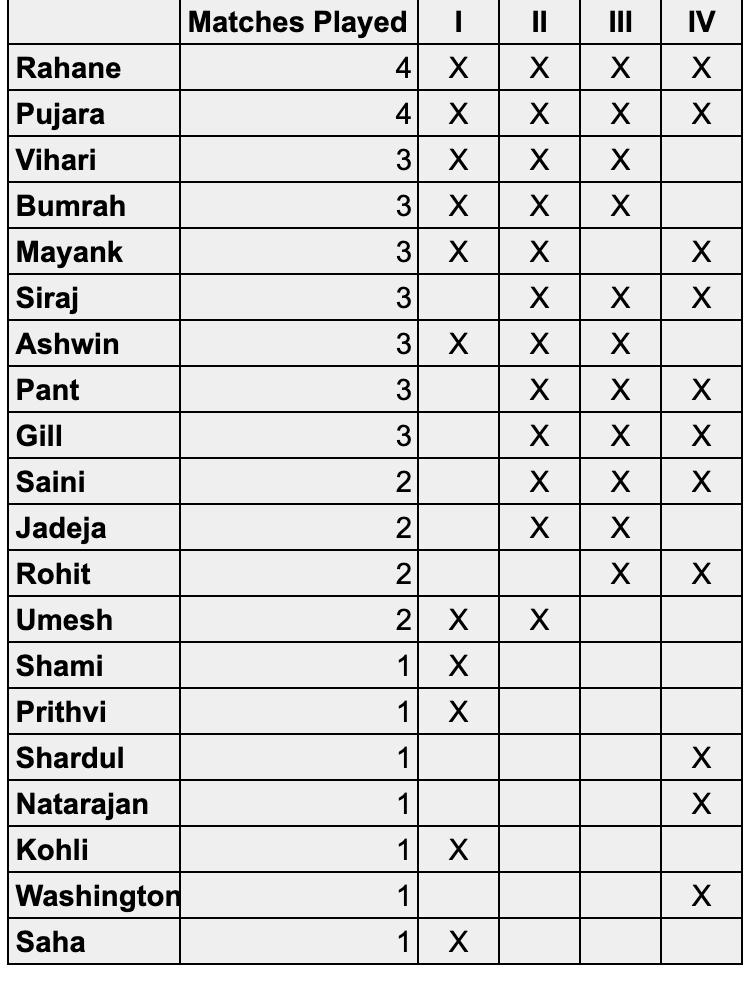 Matches Played I II III IV
Rahane 4 X X X X
Pujara 4 X X X X
Vihari 3 X X X
Bumrah 3 X X X
Mayank 3 X X X
Siraj 3 X X X
Ashwin 3 X X X
Pant 3 X X X
Gill 3 X X X
Saini 2 X X X
Jadeja 2 X X
Rohit 2 X X
Umesh 2 X X
Shami 1 X
Prithvi 1 X
Shardul 1 X
Natarajan 1 X
Kohli 1 X
Washington 1 X
Saha 1 X